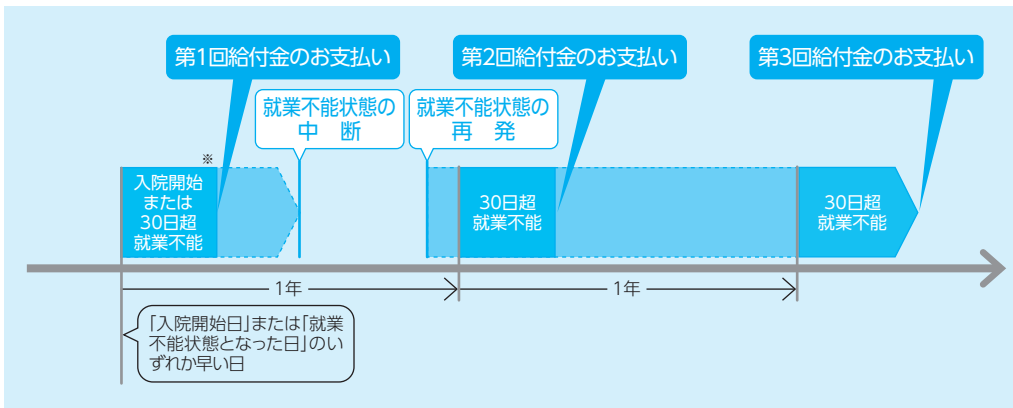 第1回給付金のお支払い
第2回給付金のお支払い
第3回給付金のお支払い
就業不能状態の
中 断
就業不能状態の
再 発
※
入院開始
または
30日超
就業不能
30日超
就業不能
30日超
就業不能
1年
1年
「入院開始日」または「就業
不能状態となった日」のい
ずれか早い日